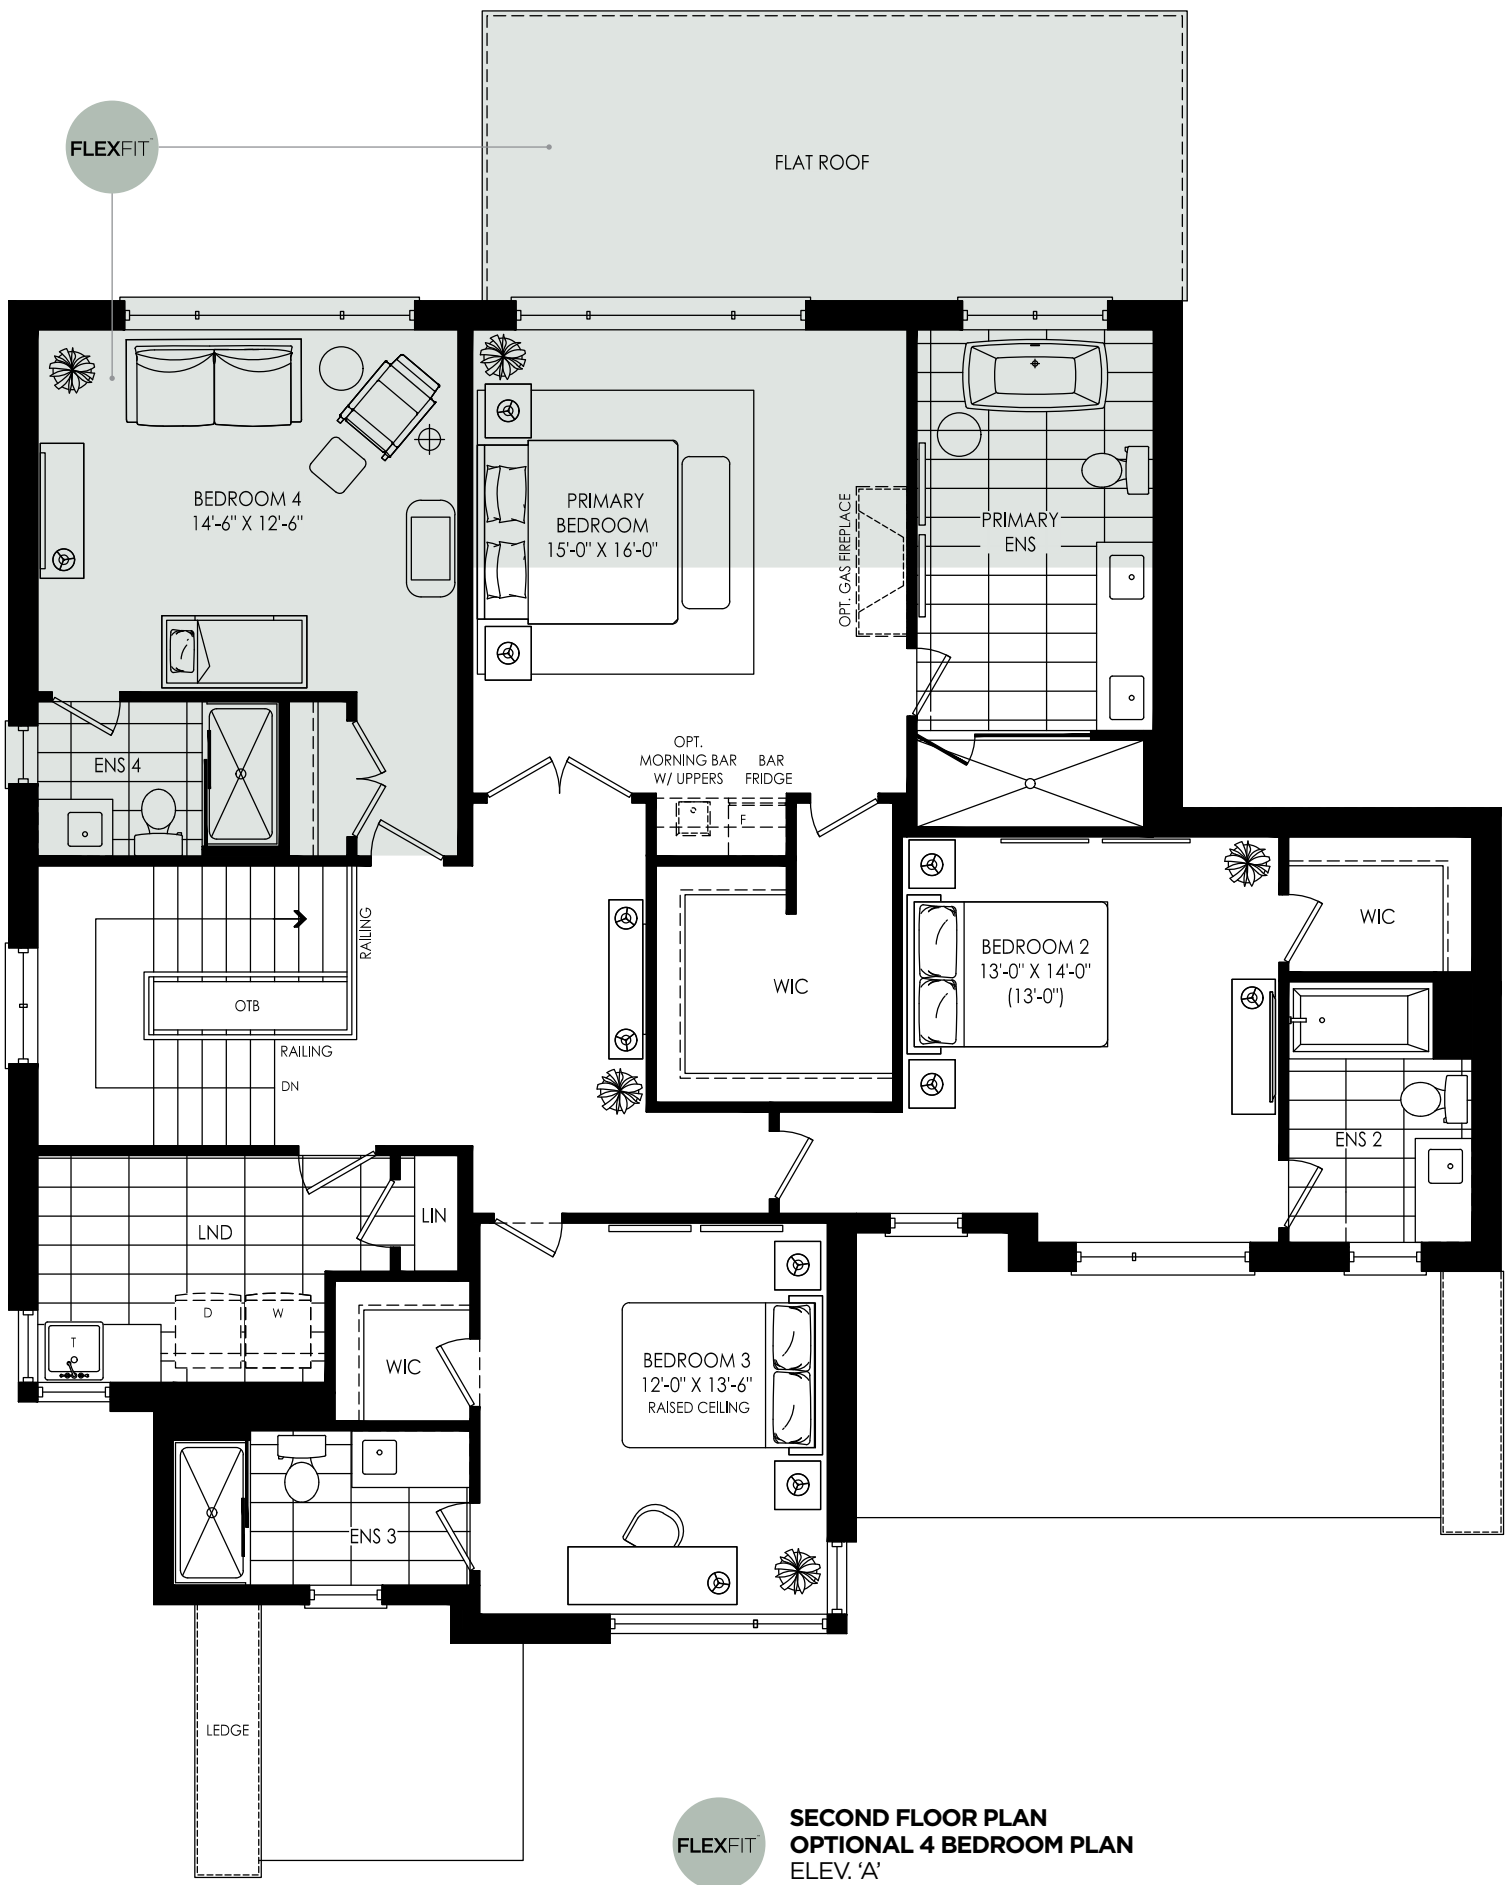 FLEXFIT™
FLAT ROOF
BEDROOM 4
14'-6" X 12'-6"
PRIMARY
BEDROOM
15'-0" X 16'-0"
OPT. GAS FIREPLACE
PRIMARY
ENS
ENS 4
OPT.
MORNING BAR
W/ UPPERS
BAR
FRIDGE
F
RAILING
OTB
RAILING
DN
WIC
BEDROOM 2
13'-0" X 14'-0"
(13'-0")
WIC
ENS 2
LND
LIN
D
W
T
WIC
BEDROOM 3
12'-0" X 13'-6"
RAISED CEILING
ENS 3
LEDGE
FLEXFIT™
SECOND FLOOR PLAN
OPTIONAL 4 BEDROOM PLAN
ELEV. ‘A’